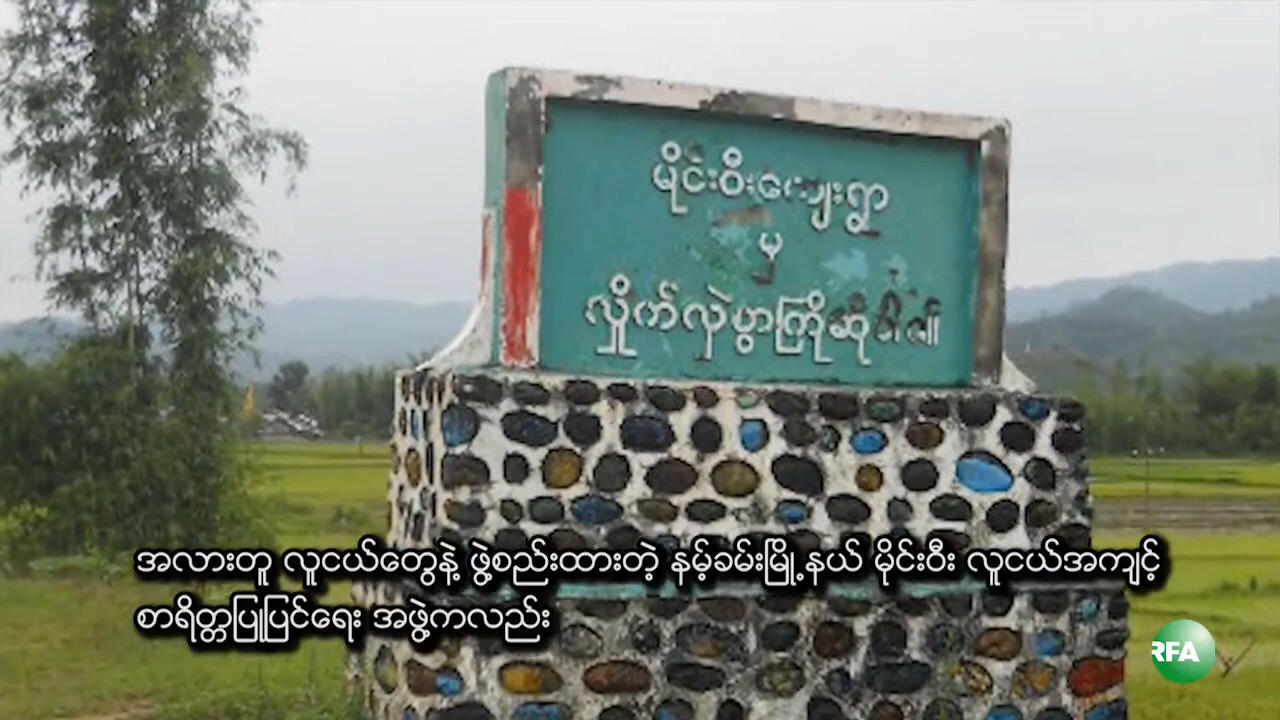 မိုင်းဝီးကျေးရွာ
မှ
လှိုက်လှဲစွာကြိုဆိုပါ၏
အလားတူ လူငယ်တွေနဲ့ ဖွဲ့စည်းထားတဲ့ နမ့်ခမ်းမြို့နယ် မိုင်းဝီး လူငယ်အကျင့်
စာရိတ္တပြုပြင်ရေး အဖွဲ့ကလည်း
RFA